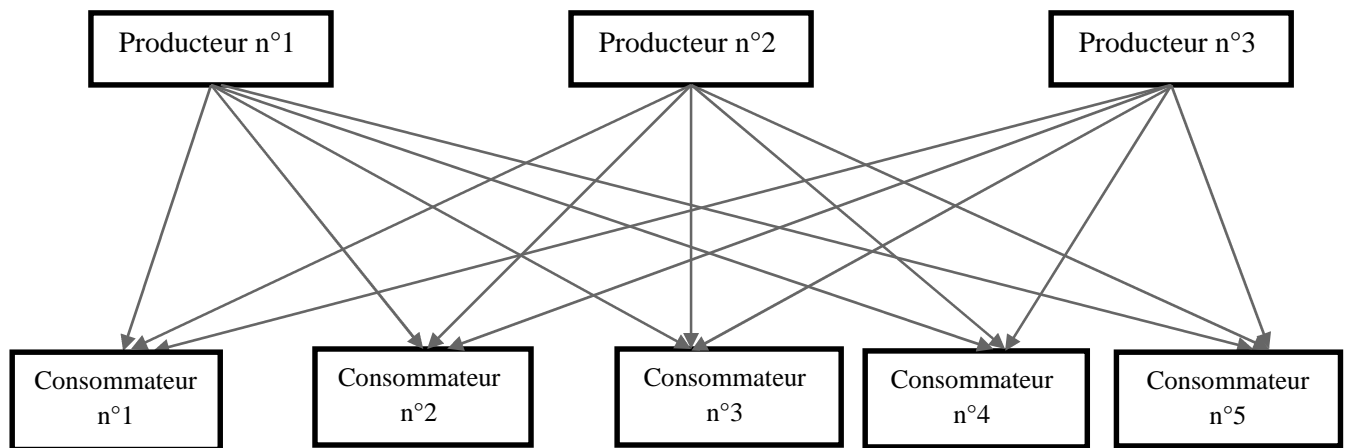 Producteur n°1
Producteur n°2
Producteur n°3
Consommateur
n°1
Consommateur
n°2
Consommateur
n°3
Consommateur
n°4
Consommateur
n°5